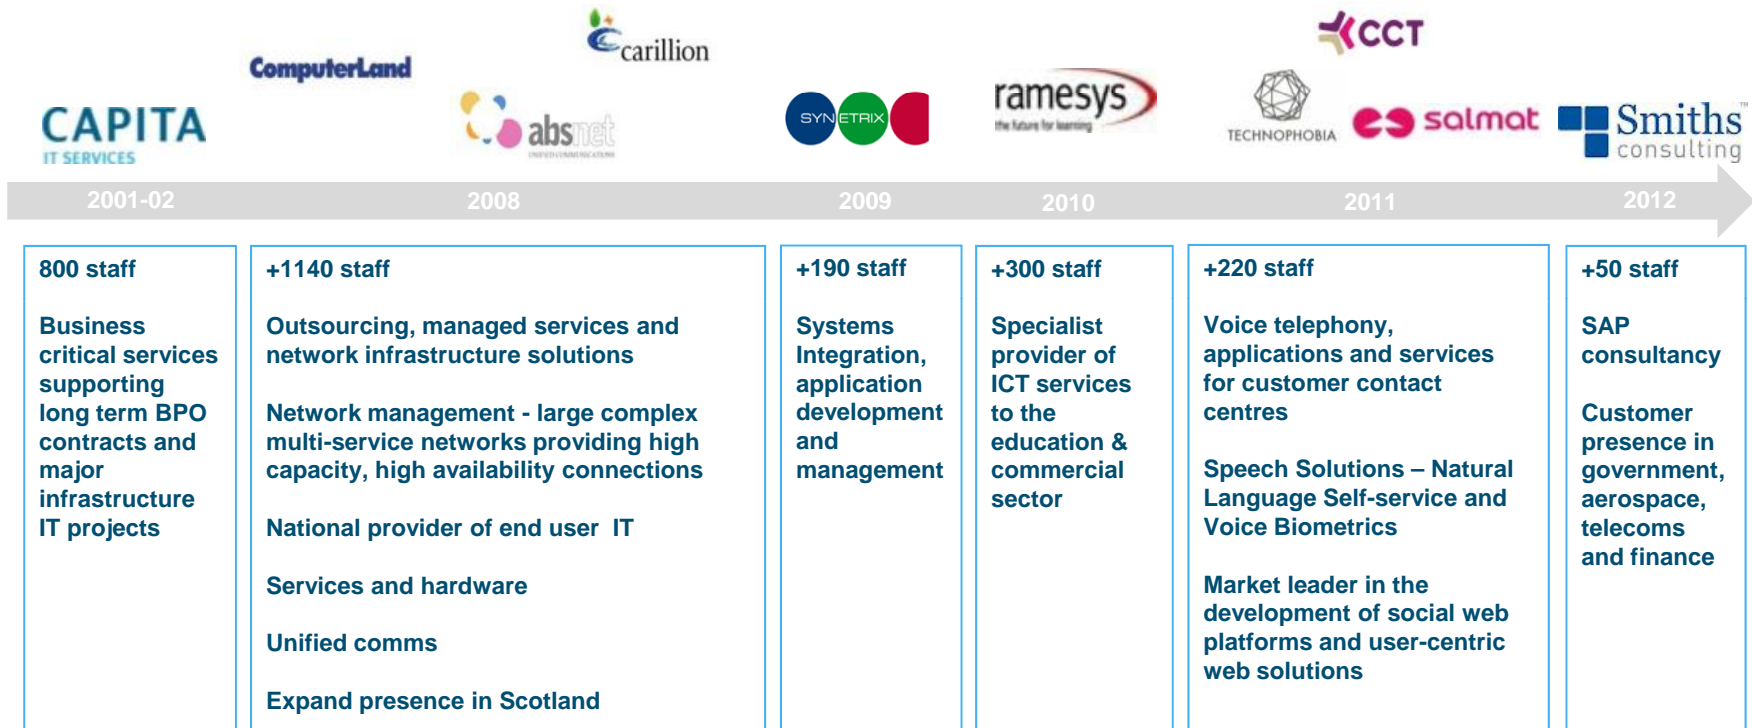 CAPITA
IT SERVICES
ComputerLand
carillion
absnet
UNIFIED COMMUNICATIONS
SYNETRIX
ramesys
the future for learning
CCT
TECHNOPHOBIA
salmat
Smiths™
consulting
2001-02
2008
2009
2010
2011
2012
800 staff
Business
critical services
supporting
long term BPO
contracts and
major
infrastructure
IT projects
+1140 staff
Outsourcing, managed services and
network infrastructure solutions
Network management - large complex
multi-service networks providing high
capacity, high availability connections
National provider of end user  IT
Services and hardware
Unified comms
Expand presence in Scotland
+190 staff
Systems
Integration,
application
development
and
management
+300 staff
Specialist
provider of
ICT services
to the
education &
commercial
sector
+220 staff
Voice telephony,
applications and services
for customer contact
centres
Speech Solutions – Natural
Language Self-service and
Voice Biometrics
Market leader in the
development of social web
platforms and user-centric
web solutions
+50 staff
SAP
consultancy
Customer
presence in
government,
aerospace,
telecoms
and finance